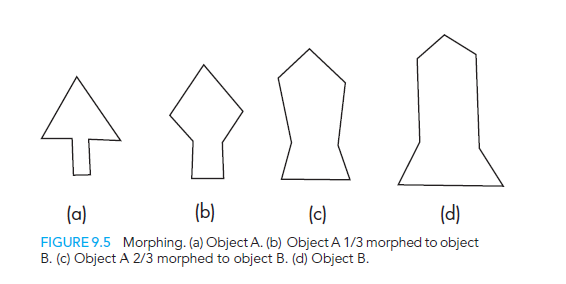 (a) (b) (c) (d)
FIGURE 9.5 Morphing. (a) Object A. (b) Object A 1/3 morphed to object
B. (c) Object A 2/3 morphed to object B. (d) Object B.